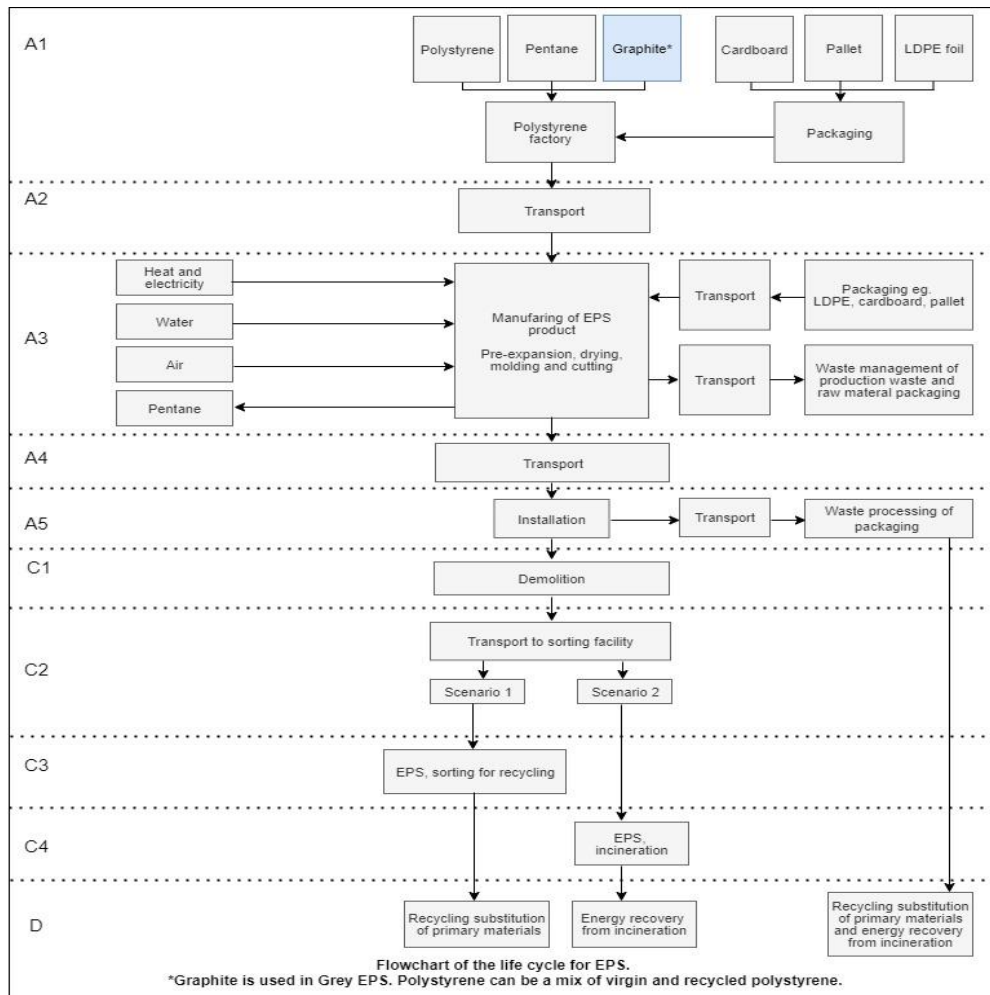 A1
Polystyrene
Pentane
Graphite*
Cardboard
Pallet
LDPE foil
Polystyrene
factory
Packaging
A2
Transport
A3
Heat and
electricity
Water
Air
Pentane
Manufaring of EPS
product
Pre-expansion, drying,
molding and cutting
Transport
Packaging eg.
LDPE, cardboard, pallet
Transport
Waste management of
production waste and
raw materal packaging
A4
Transport
A5
Installation
Transport
Waste processing of
packaging
C1
Demolition
C2
Transport to sorting facility
Scenario 1
Scenario 2
C3
EPS, sorting for recycling
C4
EPS,
incineration
D
Recycling substitution
of primary materials
Energy recovery
from incineration
Recycling substitution
of primary materials
and energy recovery
from incineration
Flowchart of the life cycle for EPS.
*Graphite is used in Grey EPS. Polystyrene can be a mix of virgin and recycled polystyrene.